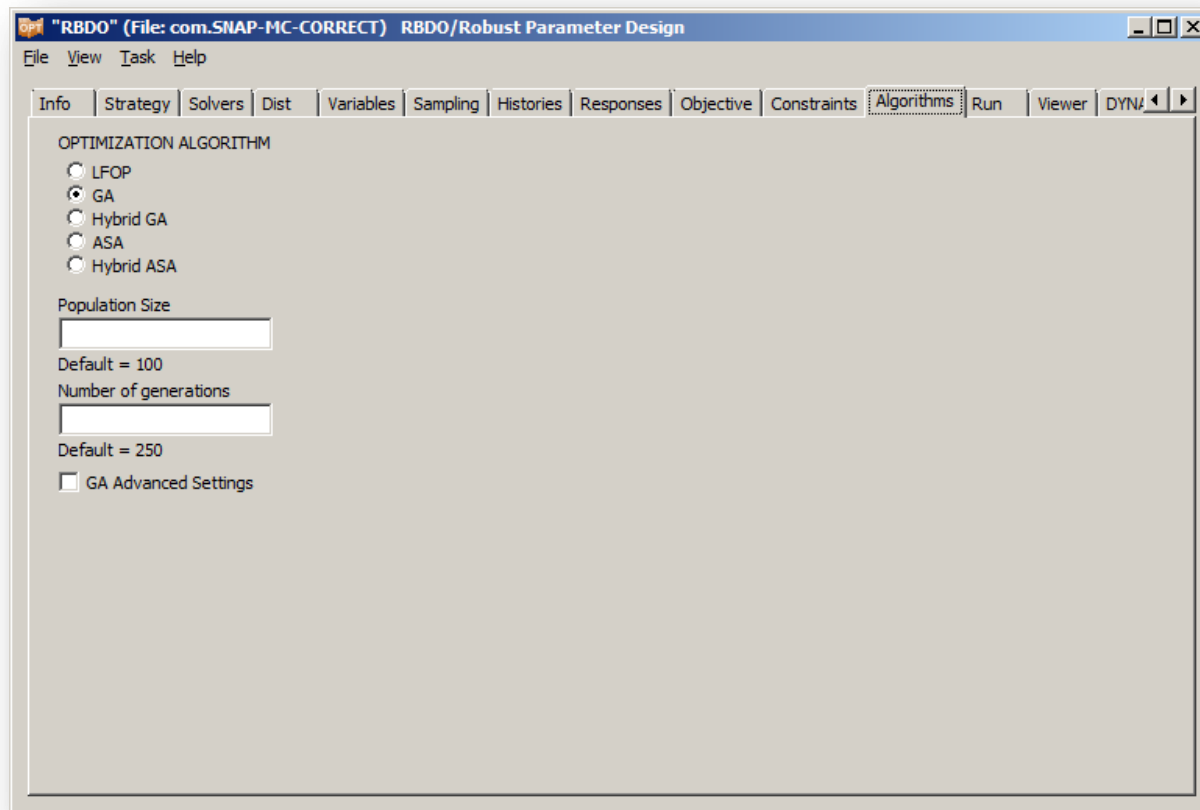 OPT "RBDO" (File: com.SNAP-MC-CORRECT) RBDO/Robust Parameter Design
File View Task Help
Info Strategy Solvers Dist Variables Sampling Histories Responses Objective Constraints Algorithms Run Viewer DYNA
OPTIMIZATION ALGORITHM
LFOP
GA
Hybrid GA
ASA
Hybrid ASA
Population Size
Default = 100
Number of generations
Default = 250
GA Advanced Settings